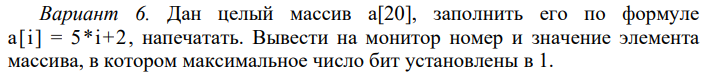 Вариант 6. Дан целый массив a[20], заполнить его по формуле
a[i] = 5*i+2, напечатать. Вывести на монитор номер и значение элемента
массива, в котором максимальное число бит установлены в 1.